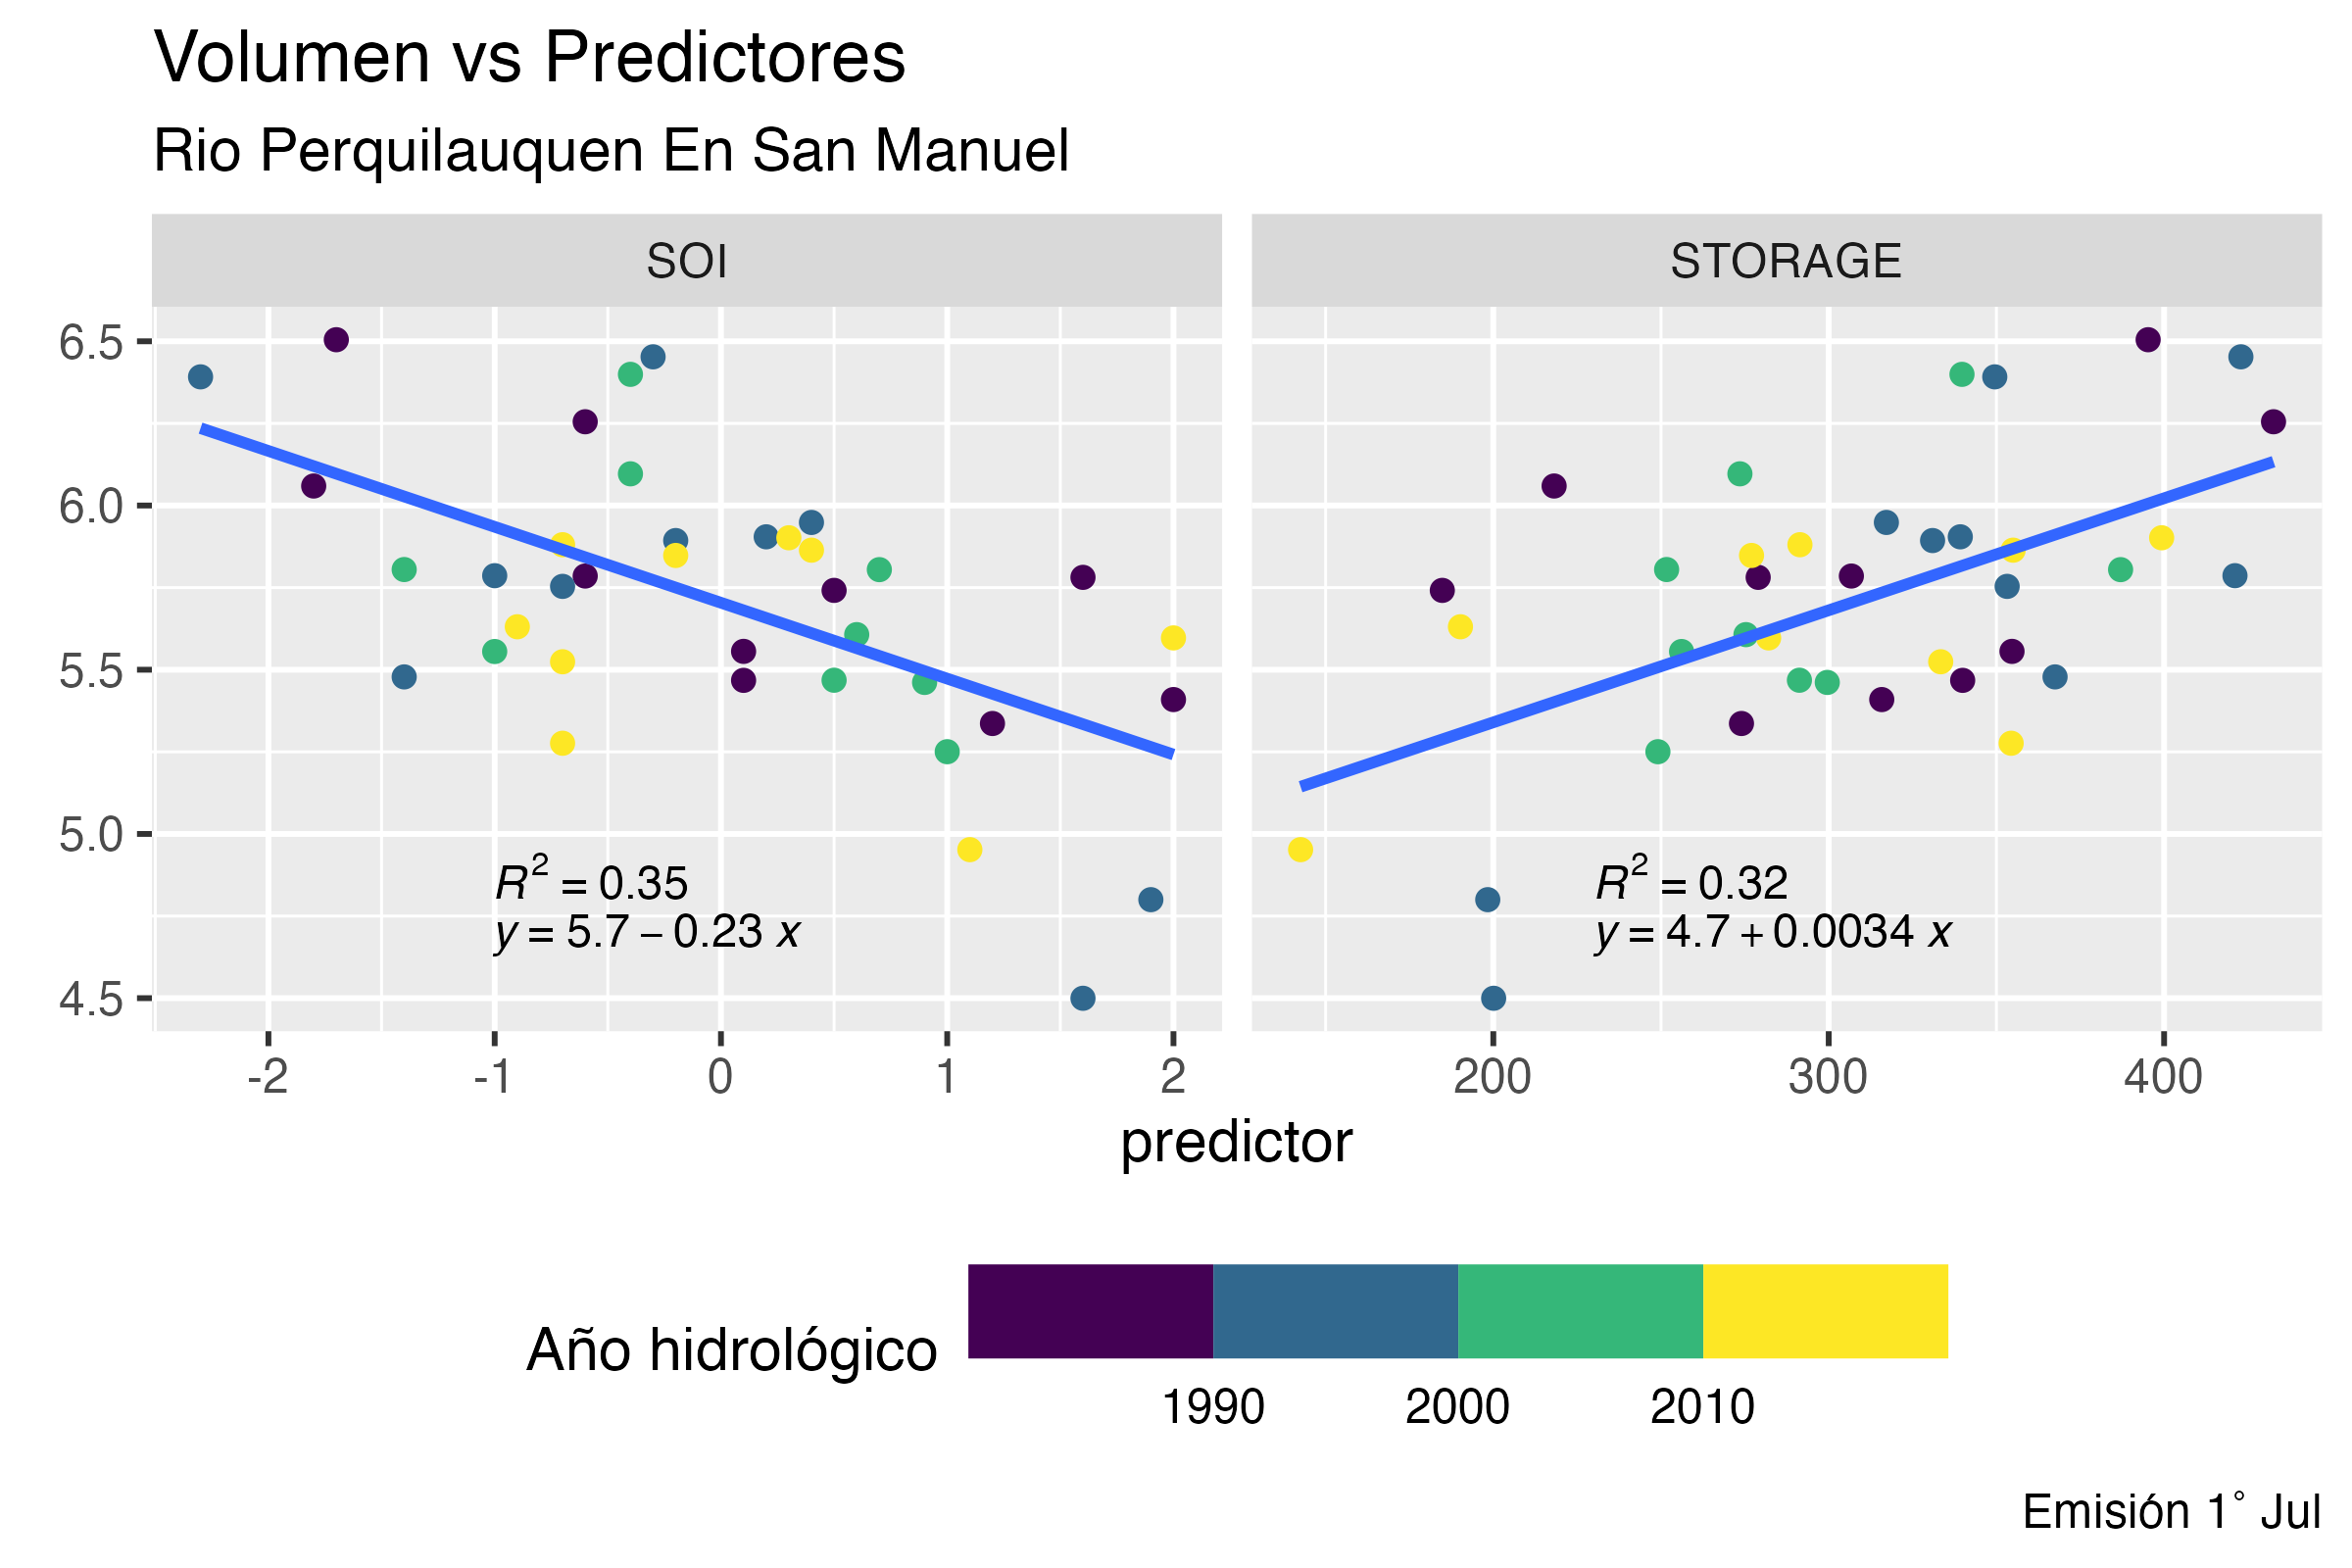 Volumen vs Predictores
Rio Perquilauquen En San Manuel
SOI STORAGE
6.5
6.0
5.5
5.0
4.5
R² = 0.35
y = 5.7 − 0.23 x
R² = 0.32
y = 4.7 + 0.0034 x
-2 -1 0 1 2 200 300 400
predictor
Año hidrológico
1990 2000 2010
Emisión 1° Jul